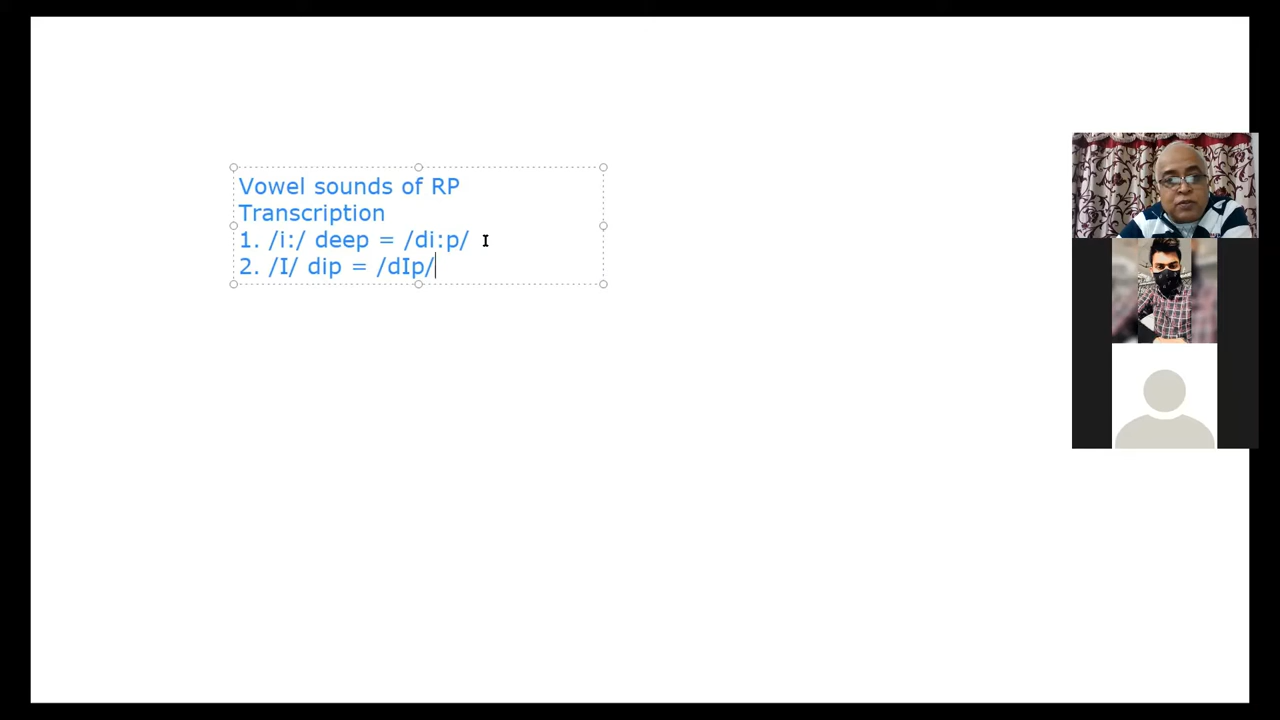 Vowel sounds of RP
Transcription
1. /i:/ deep = /di:p/
2. /I/ dip = /dIp/